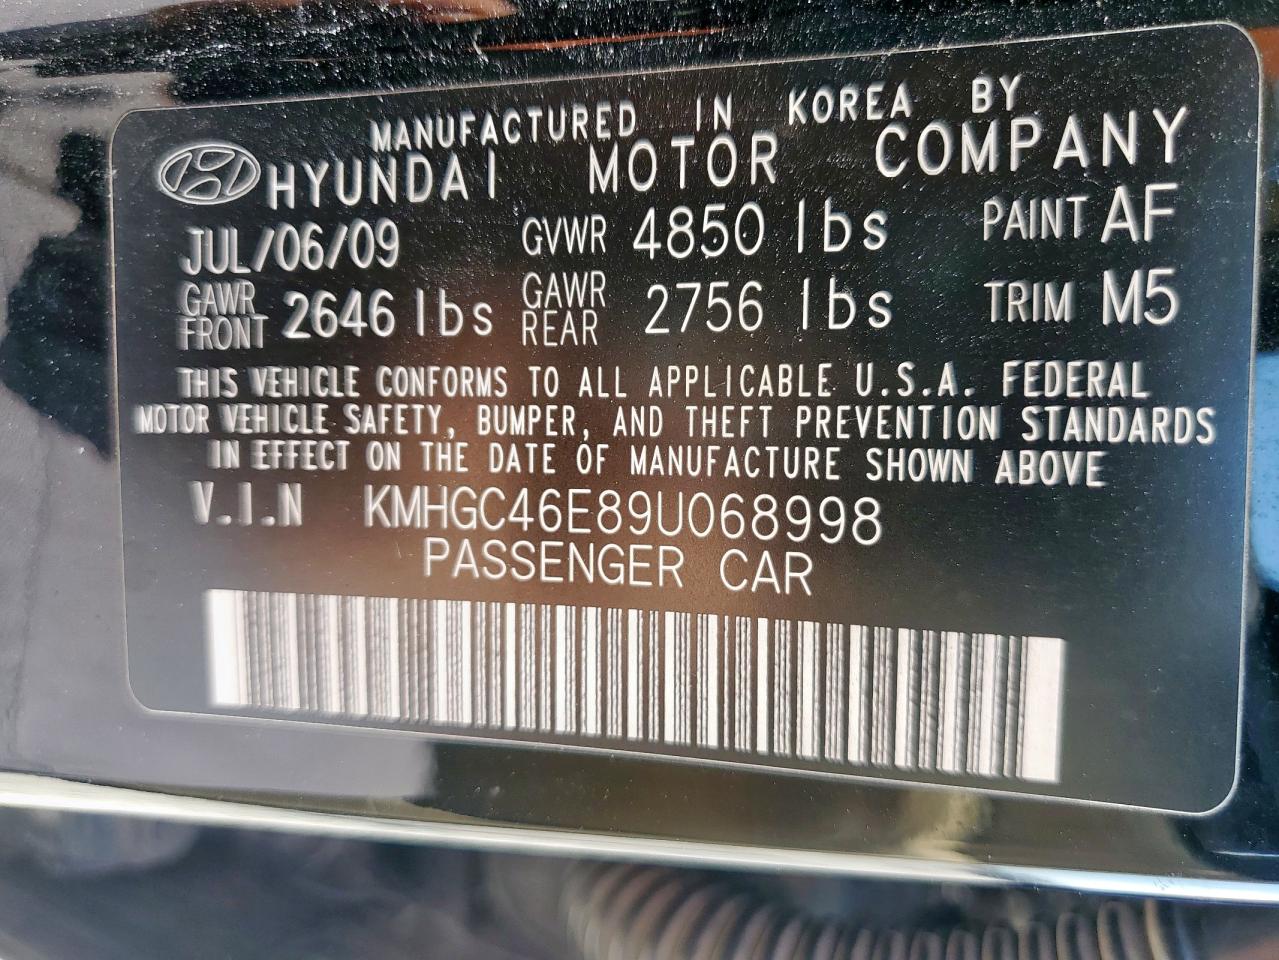 MANUFACTURED IN KOREA BY
HYUNDAI MOTOR COMPANY
JUL/06/09 GVWR 4850 lbs PAINT AF
GAWR FRONT 2646 lbs GAWR REAR 2756 lbs TRIM M5
THIS VEHICLE CONFORMS TO ALL APPLICABLE U.S.A. FEDERAL
MOTOR VEHICLE SAFETY, BUMPER, AND THEFT PREVENTION STANDARDS
IN EFFECT ON THE DATE OF MANUFACTURE SHOWN ABOVE
V.I.N KMHGC46E89U068998
PASSENGER CAR